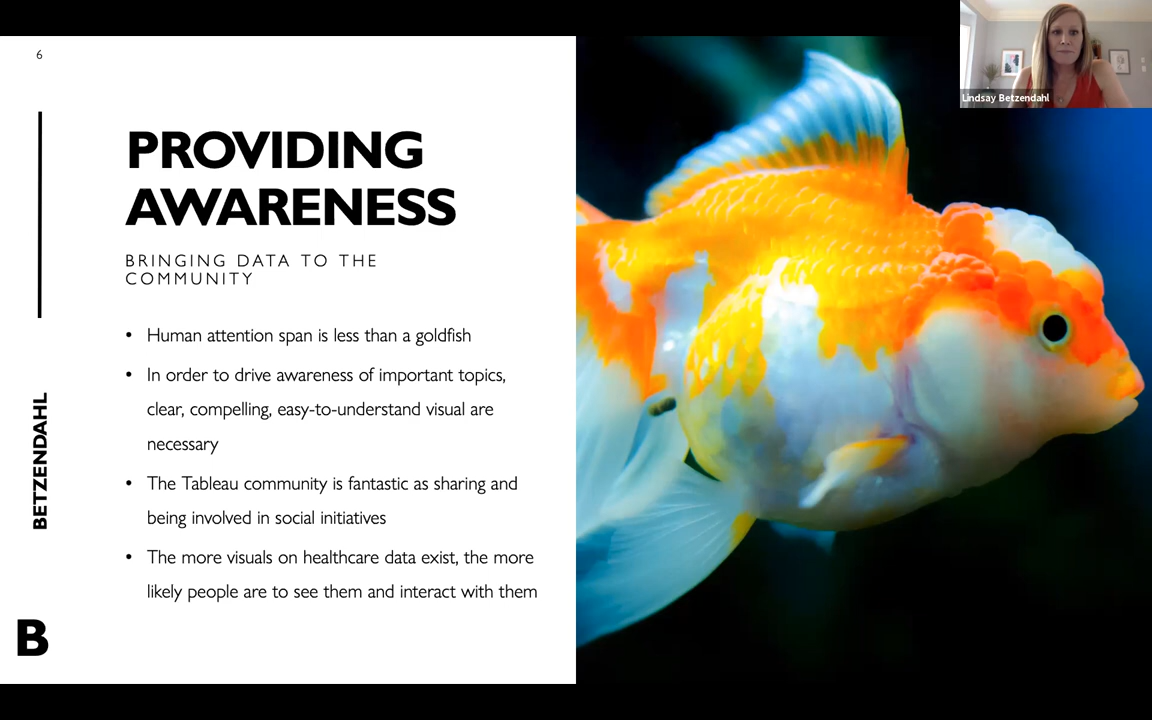 6
PROVIDING
AWARENESS
BRINGING DATA TO THE
COMMUNITY
• Human attention span is less than a goldfish
• In order to drive awareness of important topics,
clear, compelling, easy-to-understand visual are
necessary
• The Tableau community is fantastic as sharing and
being involved in social initiatives
• The more visuals on healthcare data exist, the more
likely people are to see them and interact with them
BETZENDAHL
B
Lindsay Betzendahl